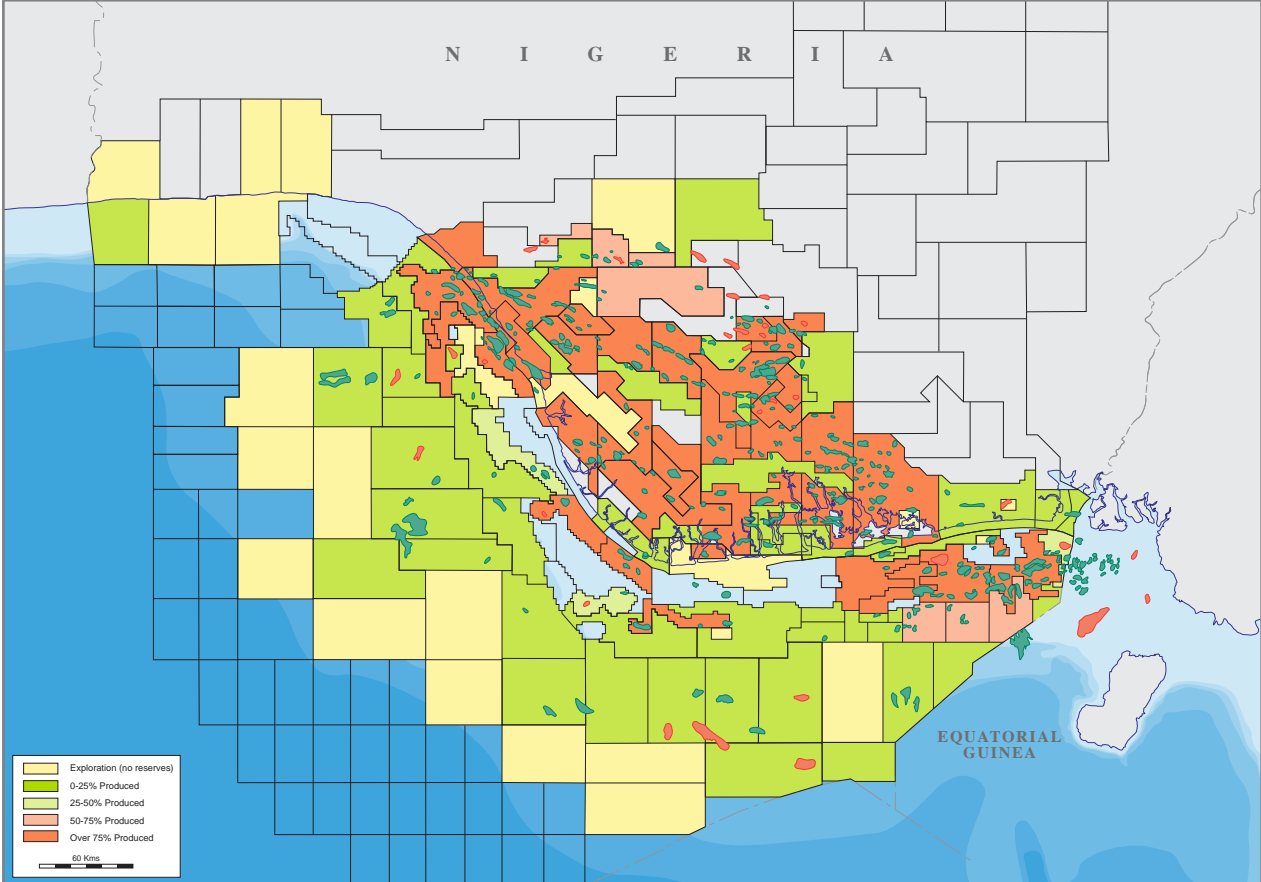 NIGERIA
EQUATORIAL
GUINEA
Exploration (no reserves)
0-25% Produced
25-50% Produced
50-75% Produced
Over 75% Produced
60 Kms